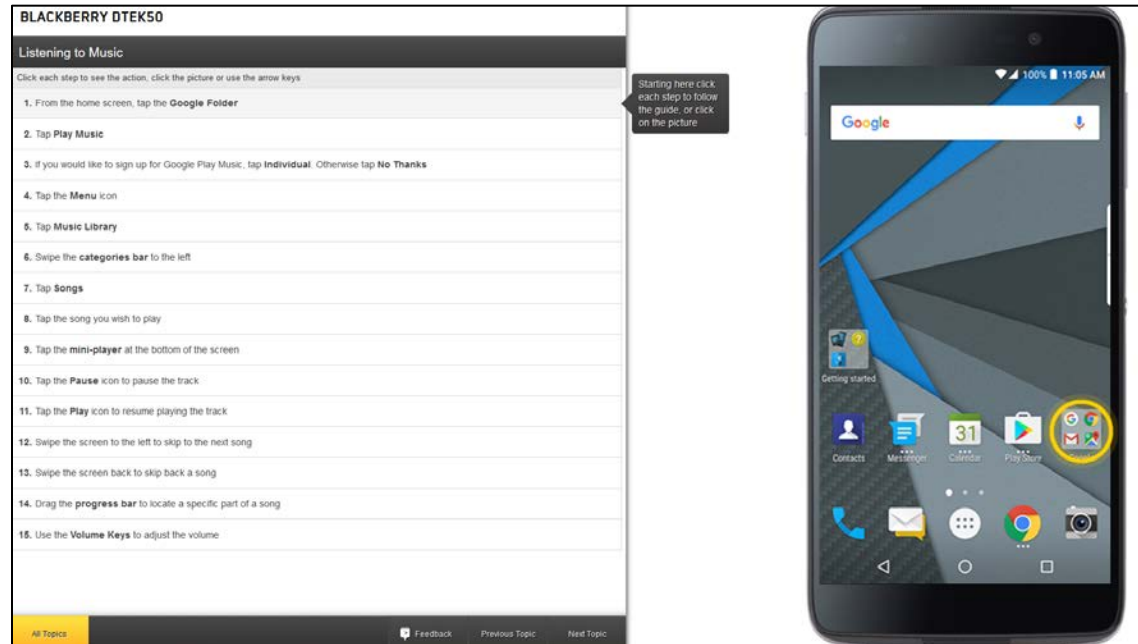 BLACKBERRY DTEK50
Listening to Music
Click each step to see the action, click the picture or use the arrow keys
1. From the home screen, tap the Google Folder
2. Tap Play Music
3. If you would like to sign up for Google Play Music, tap Individual. Otherwise tap No Thanks
4. Tap the Menu icon
5. Tap Music Library
6. Swipe the categories bar to the left
7. Tap Songs
8. Tap the song you wish to play
9. Tap the mini-player at the bottom of the screen
10. Tap the Pause icon to pause the track
11. Tap the Play icon to resume playing the track
12. Swipe the screen to the left to skip to the next song
13. Swipe the screen back to skip back a song
14. Drag the progress bar to locate a specific part of a song
15. Use the Volume Keys to adjust the volume
All Topics
Feedback
Previous Topic
Next Topic
Starting here click
each step to follow
the guide, or click
on the picture
100% 11:05 AM
Google
Getting started
31
Contacts
Messenger
Calendar
Play Store